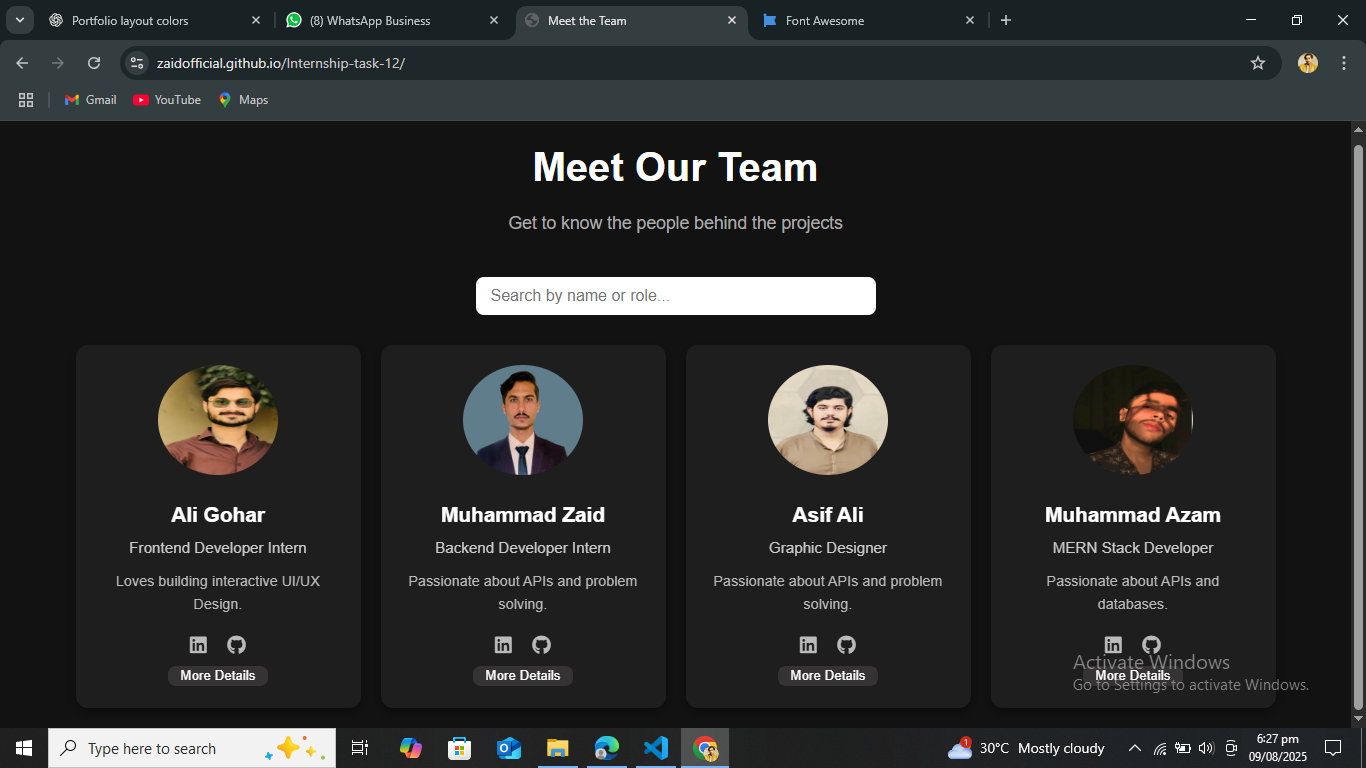 Portfolio layout colors
(8) WhatsApp Business
Meet the Team
Font Awesome
zaidofficial.github.io/Internship-task-12/
Gmail
YouTube
Maps
Meet Our Team
Get to know the people behind the projects
Search by name or role...
Ali Gohar
Frontend Developer Intern
Loves building interactive UI/UX
Design.
More Details
Muhammad Zaid
Backend Developer Intern
Passionate about APIs and problem
solving.
More Details
Asif Ali
Graphic Designer
Passionate about APIs and problem
solving.
More Details
Muhammad Azam
MERN Stack Developer
Passionate about APIs and
databases.
More Details
Activate Windows
Go to Settings to activate Windows.
Type here to search
1
30°C Mostly cloudy
6:27 pm
09/08/2025